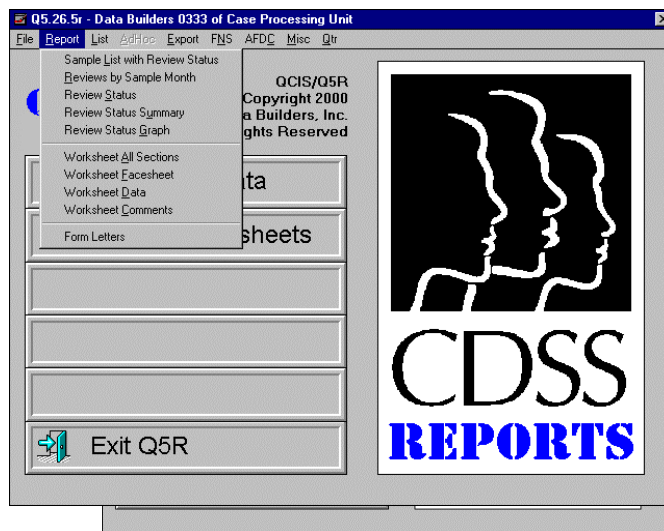 Q5.26.5r - Data Builders 0333 of Case Processing Unit
File Report List AdHoc Export FNS AFDC Misc Qtr
Sample List with Review Status
Reviews by Sample Month
Review Status
Review Status Summary
Review Status Graph
Worksheet All Sections
Worksheet Facesheet
Worksheet Data
Worksheet Comments
Form Letters
QCIS/Q5R
Copyright 2000
a Builders, Inc.
ghts Reserved
ta
sheets
Exit Q5R
CDSS
REPORTS